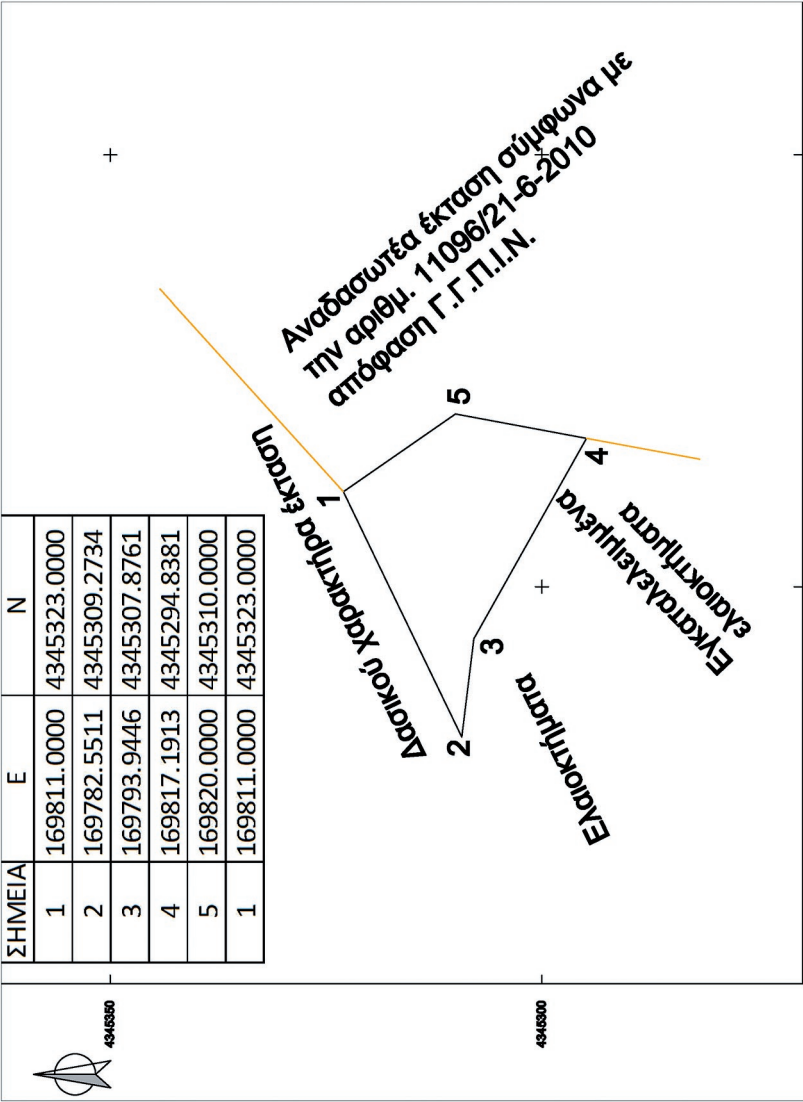 ΣΗΜΕΙΑ E N
1 169811.0000 4345323.0000
2 169782.5511 4345309.2734
3 169793.9446 4345307.8761
4 169817.1913 4345294.8381
5 169820.0000 4345310.0000
1 169811.0000 4345323.0000
Αναδασωτέα έκταση σύμφωνα με
την αριθμ. 11096/21-6-2010
απόφαση Γ.Γ.Π.Ι.Ν.
Δασικού Χαρακτήρα έκταση
1
2
3
4
5
Ελαιοκτήματα
Εγκαταλελειμμένα
ελαιοκτήματα
4345350
4345300